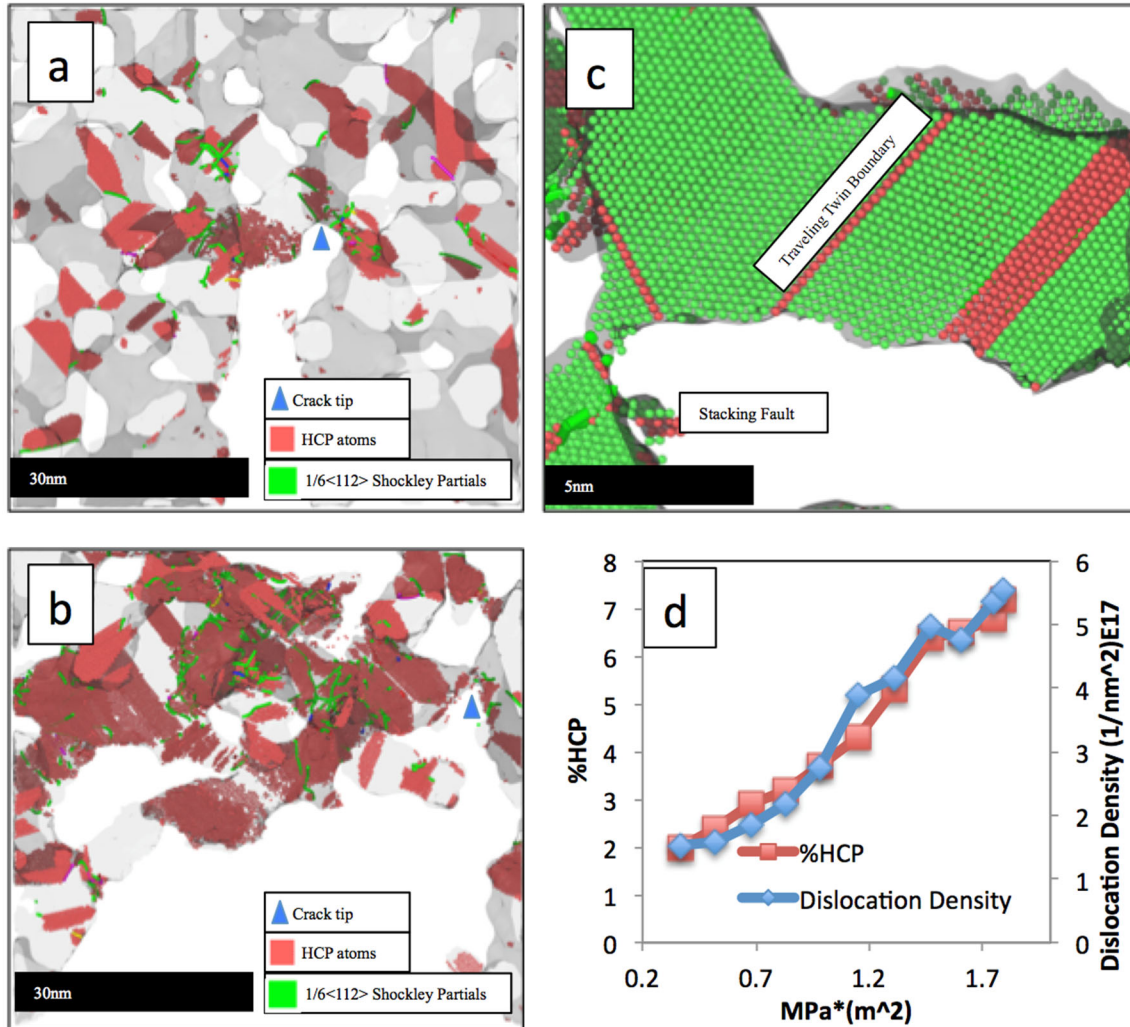 a
Crack tip
HCP atoms
30nm
1/6<112> Shockley Partials
c
Traveling Twin Boundary
Stacking Fault
5nm
b
Crack tip
HCP atoms
30nm
1/6<112> Shockley Partials
d
8
7
6
5
4
3
2
1
0
%HCP
6
5
4
3
2
1
0
Dislocation Density (1/nm^2)E17
%HCP
Dislocation Density
0.2
0.7
1.2
1.7
MPa*(m^2)